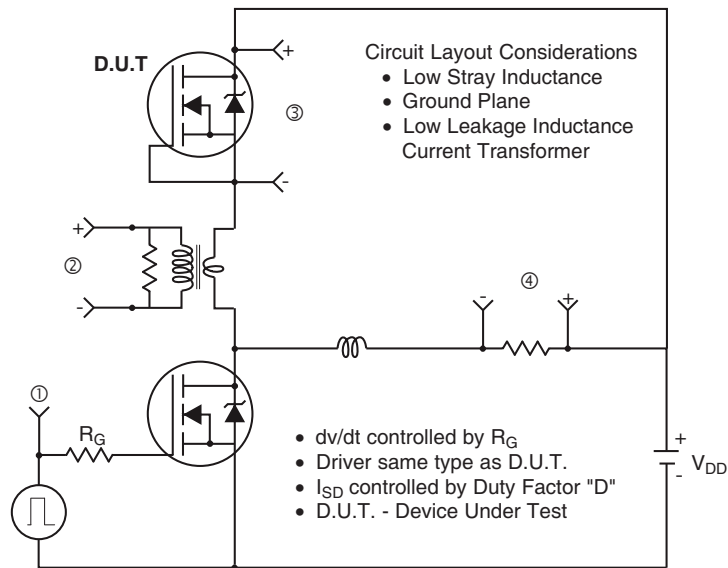 D.U.T
+
③
-
Circuit Layout Considerations
• Low Stray Inductance
• Ground Plane
• Low Leakage Inductance
Current Transformer
+
②
-
④
-
+
①
R_G
• dv/dt controlled by R_G
• Driver same type as D.U.T.
• I_SD controlled by Duty Factor "D"
• D.U.T. - Device Under Test
+
V_DD
-